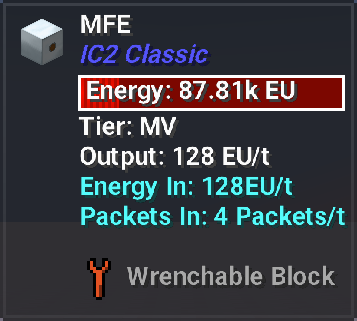 MFE
IC2 Classic
Energy: 87.81k EU
Tier: MV
Output: 128 EU/t
Energy In: 128EU/t
Packets In: 4 Packets/t
Wrenchable Block